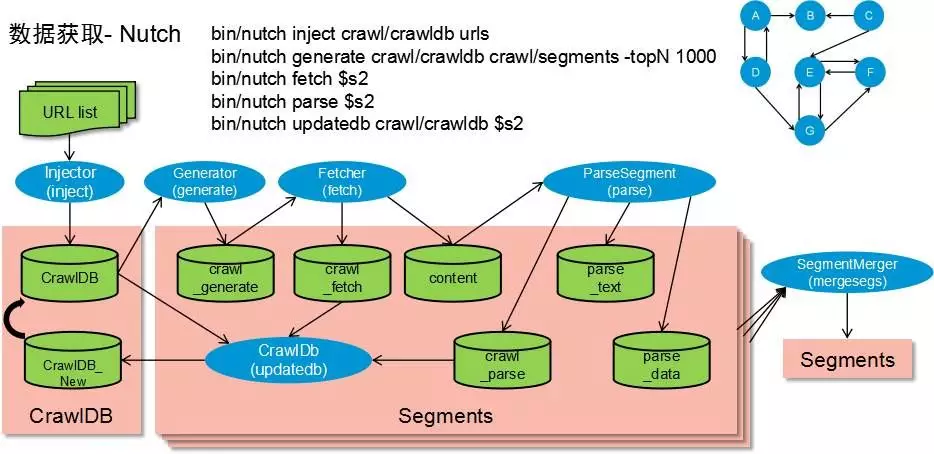 数据获取- Nutch
bin/nutch inject crawl/crawldb urls
bin/nutch generate crawl/crawldb crawl/segments -topN 1000
bin/nutch fetch $s2
bin/nutch parse $s2
bin/nutch updatedb crawl/crawldb $s2
A
B
C
D
E
F
G
URL list
Injector
(inject)
Generator
(generate)
Fetcher
(fetch)
ParseSegment
(parse)
CrawlDB
crawl
_generate
crawl
_fetch
content
parse
_text
SegmentMerger
(mergesegs)
CrawlDB_
New
CrawlDb
(updatedb)
crawl
_parse
parse
_data
Segments
CrawlDB
Segments